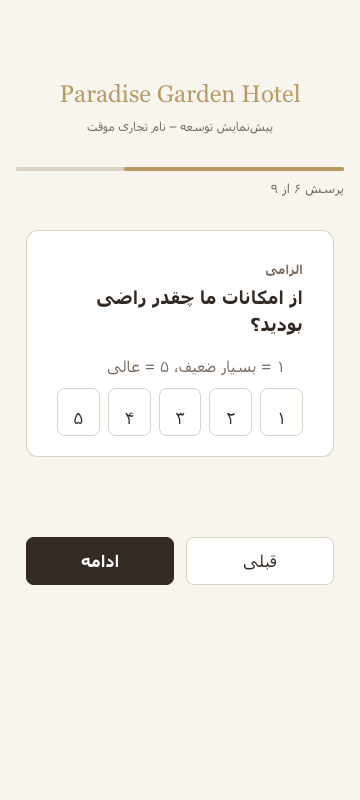 Paradise Garden Hotel
پیش‌نمایش توسعه – نام تجاری موقت
پرسش ۶ از ۹
الزامی
از امکانات ما چقدر راضی
بودید؟
۱ = بسیار ضعیف، ۵ = عالی
۱ ۲ ۳ ۴ ۵
قبلی ادامه